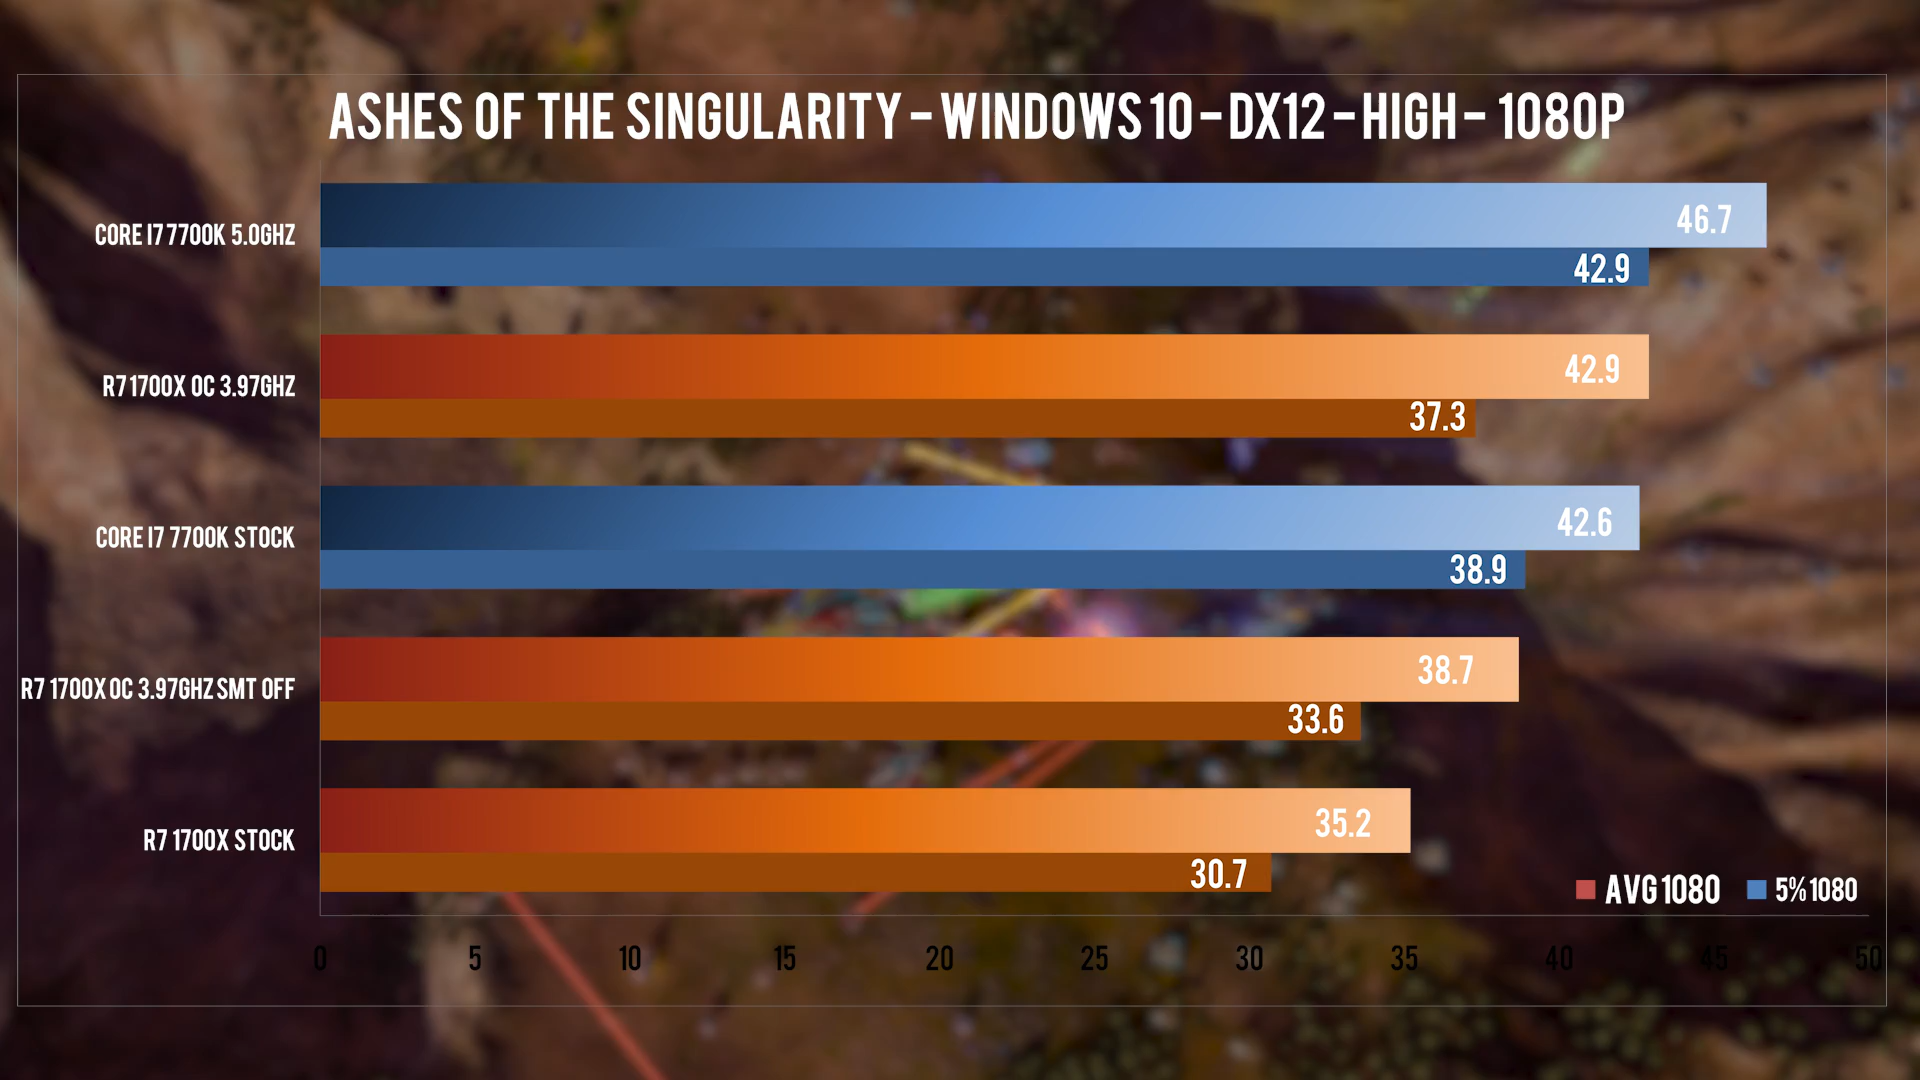 ASHES OF THE SINGULARITY - WINDOWS 10 - DX12 - HIGH - 1080P
CORE I7 7700K 5.0GHZ
46.7
42.9
R7 1700X OC 3.97GHZ
42.9
37.3
CORE I7 7700K STOCK
42.6
38.9
R7 1700X OC 3.97GHZ SMT OFF
38.7
33.6
R7 1700X STOCK
35.2
30.7
AVG 1080 5% 1080
0 5 10 15 20 25 30 35 40 45 50